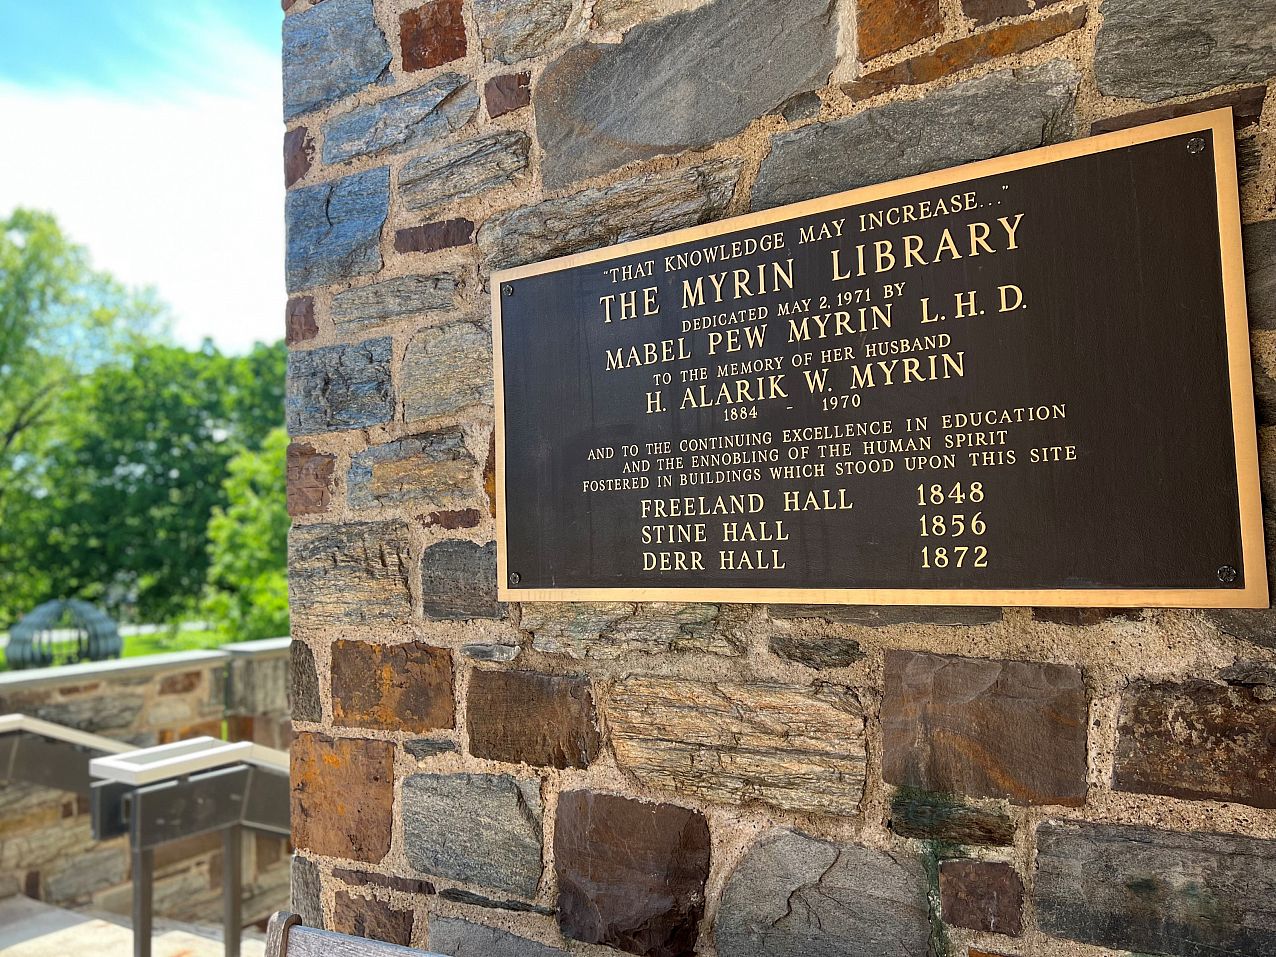 "THAT KNOWLEDGE MAY INCREASE..."
THE MYRIN LIBRARY
DEDICATED MAY 2, 1971 BY
MABEL PEW MYRIN L.H.D.
TO THE MEMORY OF HER HUSBAND
H. ALARIK W. MYRIN
1884 - 1970
AND TO THE CONTINUING EXCELLENCE IN EDUCATION
AND THE ENNOBLING OF THE HUMAN SPIRIT
FOSTERED IN BUILDINGS WHICH STOOD UPON THIS SITE
FREELAND HALL 1848
STINE HALL 1856
DERR HALL 1872